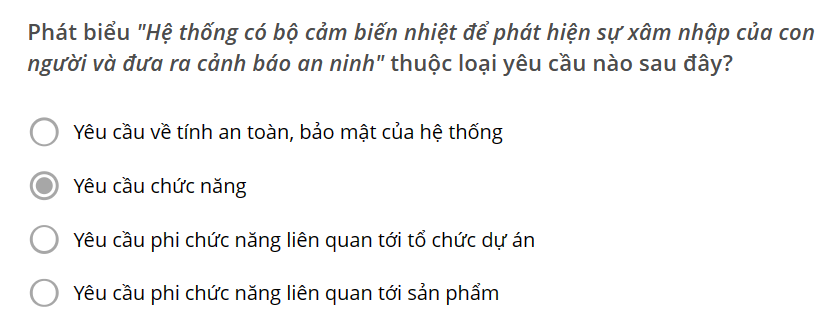 Phát biểu "Hệ thống có bộ cảm biến nhiệt để phát hiện sự xâm nhập của con
người và đưa ra cảnh báo an ninh" thuộc loại yêu cầu nào sau đây?
Yêu cầu về tính an toàn, bảo mật của hệ thống
Yêu cầu chức năng
Yêu cầu phi chức năng liên quan tới tổ chức dự án
Yêu cầu phi chức năng liên quan tới sản phẩm